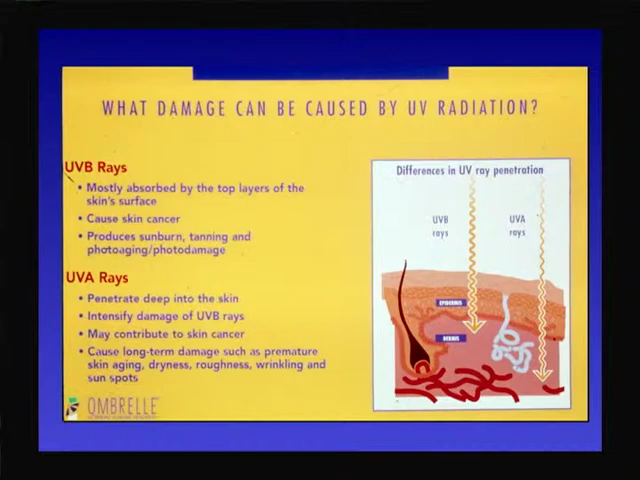 WHAT DAMAGE CAN BE CAUSED BY UV RADIATION?
UVB Rays
• Mostly absorbed by the top layers of the
skin's surface
• Cause skin cancer
• Produces sunburn, tanning and
photoaging/photodamage
UVA Rays
• Penetrate deep into the skin
• Intensify damage of UVB rays
• May contribute to skin cancer
• Cause long-term damage such as premature
skin aging, dryness, roughness, wrinkling and
sun spots
OMBRELLE
Differences in UV ray penetration
UVB
rays
UVA
rays
EPIDERMIS
DERMIS